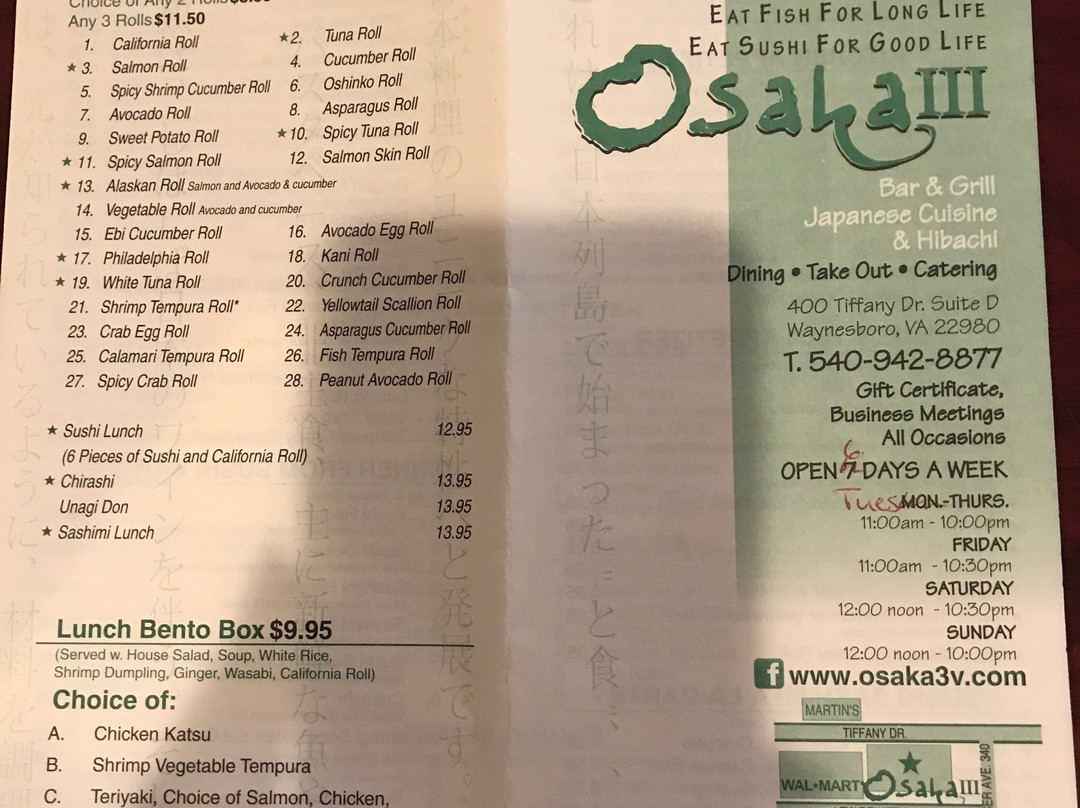 Choice of Any 2 Rolls
Any 3 Rolls $11.50
1. California Roll
★2. Tuna Roll
★ 3. Salmon Roll
4. Cucumber Roll
5. Spicy Shrimp Cucumber Roll
6. Oshinko Roll
7. Avocado Roll
8. Asparagus Roll
9. Sweet Potato Roll
★10. Spicy Tuna Roll
★ 11. Spicy Salmon Roll
12. Salmon Skin Roll
★ 13. Alaskan Roll Salmon and Avocado & cucumber
14. Vegetable Roll Avocado and cucumber
15. Ebi Cucumber Roll
16. Avocado Egg Roll
★ 17. Philadelphia Roll
18. Kani Roll
★ 19. White Tuna Roll
20. Crunch Cucumber Roll
21. Shrimp Tempura Roll*
22. Yellowtail Scallion Roll
23. Crab Egg Roll
24. Asparagus Cucumber Roll
25. Calamari Tempura Roll
26. Fish Tempura Roll
27. Spicy Crab Roll
28. Peanut Avocado Roll
★ Sushi Lunch 12.95
(6 Pieces of Sushi and California Roll)
★ Chirashi 13.95
Unagi Don 13.95
★ Sashimi Lunch 13.95
Lunch Bento Box $9.95
(Served w. House Salad, Soup, White Rice,
Shrimp Dumpling, Ginger, Wasabi, California Roll)
Choice of:
A. Chicken Katsu
B. Shrimp Vegetable Tempura
C. Teriyaki, Choice of Salmon, Chicken,
EAT FISH FOR LONG LIFE
EAT SUSHI FOR GOOD LIFE
Osaka III
Bar & Grill
Japanese Cuisine
& Hibachi
Dining • Take Out • Catering
400 Tiffany Dr. Suite D
Waynesboro, VA 22980
T. 540-942-8877
Gift Certificate,
Business Meetings
All Occasions
6
OPEN 7 DAYS A WEEK
Tues MON.-THURS.
11:00am - 10:00pm
FRIDAY
11:00am - 10:30pm
SATURDAY
12:00 noon - 10:30pm
SUNDAY
12:00 noon - 10:00pm
f www.osaka3v.com
MARTIN'S
TIFFANY DR.
WAL★MART
Osaka III
AVE. 340